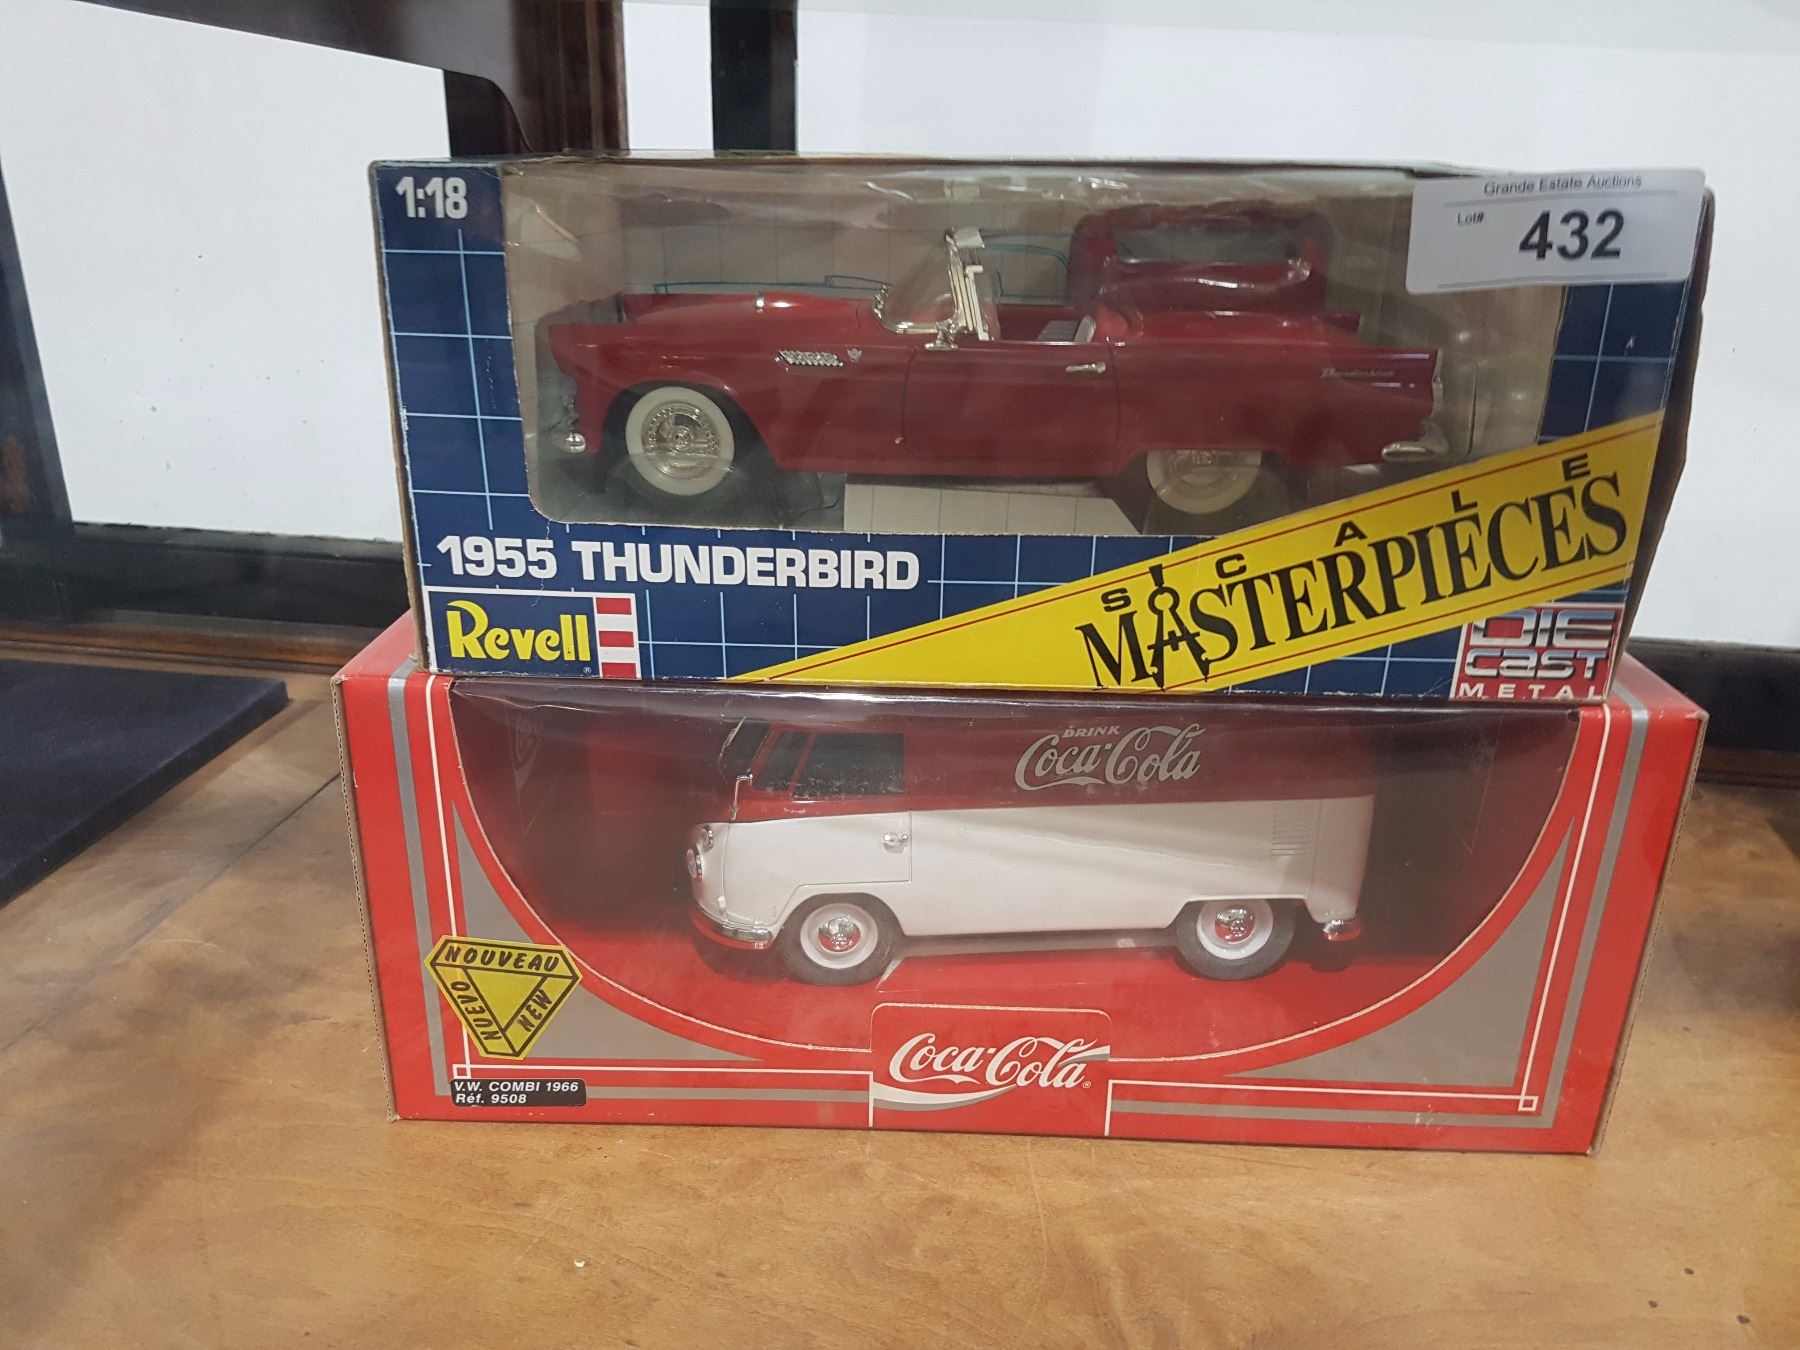 1:18
Grande Estate Auctions
Lot#
432
Thunderbird
1955 THUNDERBIRD
Revell
®
SCALE
MASTERPIECES
DIE
CAST
METAL
DRINK
Coca-Cola
NOUVEAU
NUEVO
NEW
V.W. COMBI 1966
Réf. 9508
Coca-Cola®